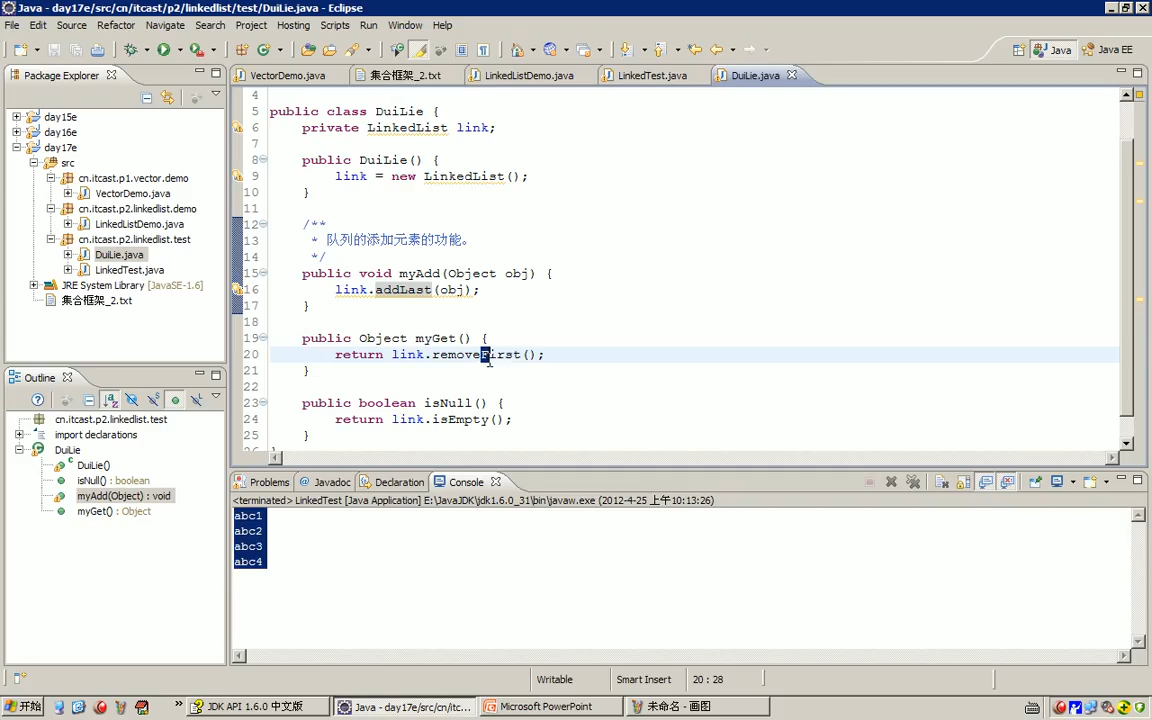 Java - day17e/src/cn/itcast/p2/linkedlist/test/DuiLie.java - Eclipse
File Edit Source Refactor Navigate Search Project Hosting Scripts Run Window Help
Java
Java EE
Package Explorer
day15e
day16e
day17e
src
cn.itcast.p1.vector.demo
VectorDemo.java
cn.itcast.p2.linkedlist.demo
LinkedListDemo.java
cn.itcast.p2.linkedlist.test
DuiLie.java
LinkedTest.java
JRE System Library [JavaSE-1.6]
集合框架_2.txt
Outline
cn.itcast.p2.linkedlist.test
import declarations
DuiLie
DuiLie()
isNull() : boolean
myAdd(Object) : void
myGet() : Object
VectorDemo.java 集合框架_2.txt LinkedListDemo.java LinkedTest.java DuiLie.java
4
5 public class DuiLie {
6 private LinkedList link;
7
8 public DuiLie() {
9 link = new LinkedList();
10 }
11
12 /**
13 * 队列的添加元素的功能。
14 */
15 public void myAdd(Object obj) {
16 link.addLast(obj);
17 }
18
19 public Object myGet() {
20 return link.removeFirst();
21 }
22
23 public boolean isNull() {
24 return link.isEmpty();
25 }
26 }
Problems Javadoc Declaration Console
<terminated> LinkedTest [Java Application] E:\JavaJDK\jdk1.6.0_31\bin\javaw.exe (2012-4-25 上午10:13:26)
abc1
abc2
abc3
abc4
Writable Smart Insert 20 : 28
开始 » JDK API 1.6.0 中文版 Java - day17e/src/cn/itc... Microsoft PowerPoint 未命名 - 画图